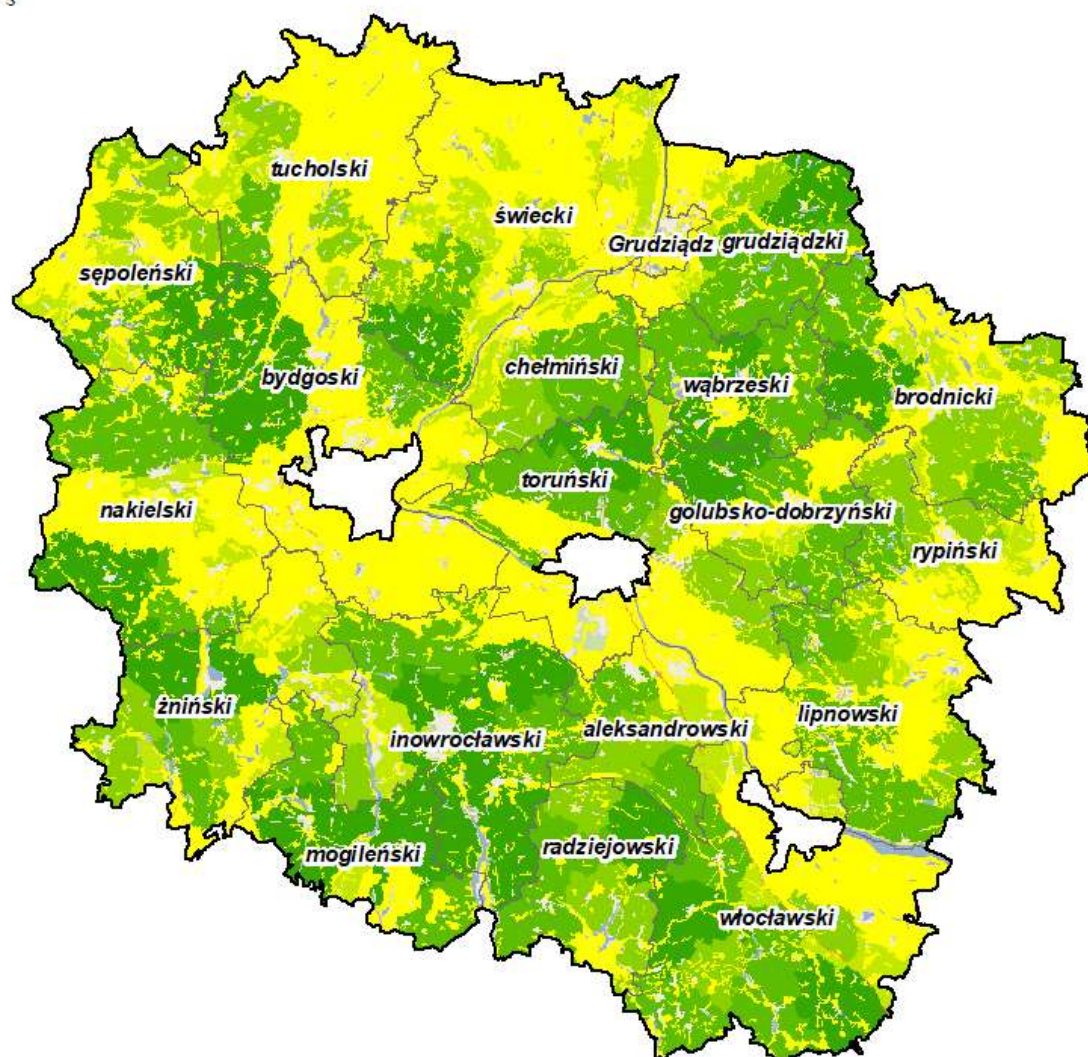 tucholski
świecki
Grudziądz
grudziądzki
sępoleński
chełmiński
bydgoski
wąbrzeski
brodnicki
toruński
nakielski
golubsko-dobrzyński
rypiński
żniński
lipnowski
inowrocławski
aleksandrowski
mogileński
radziejowski
włocławski